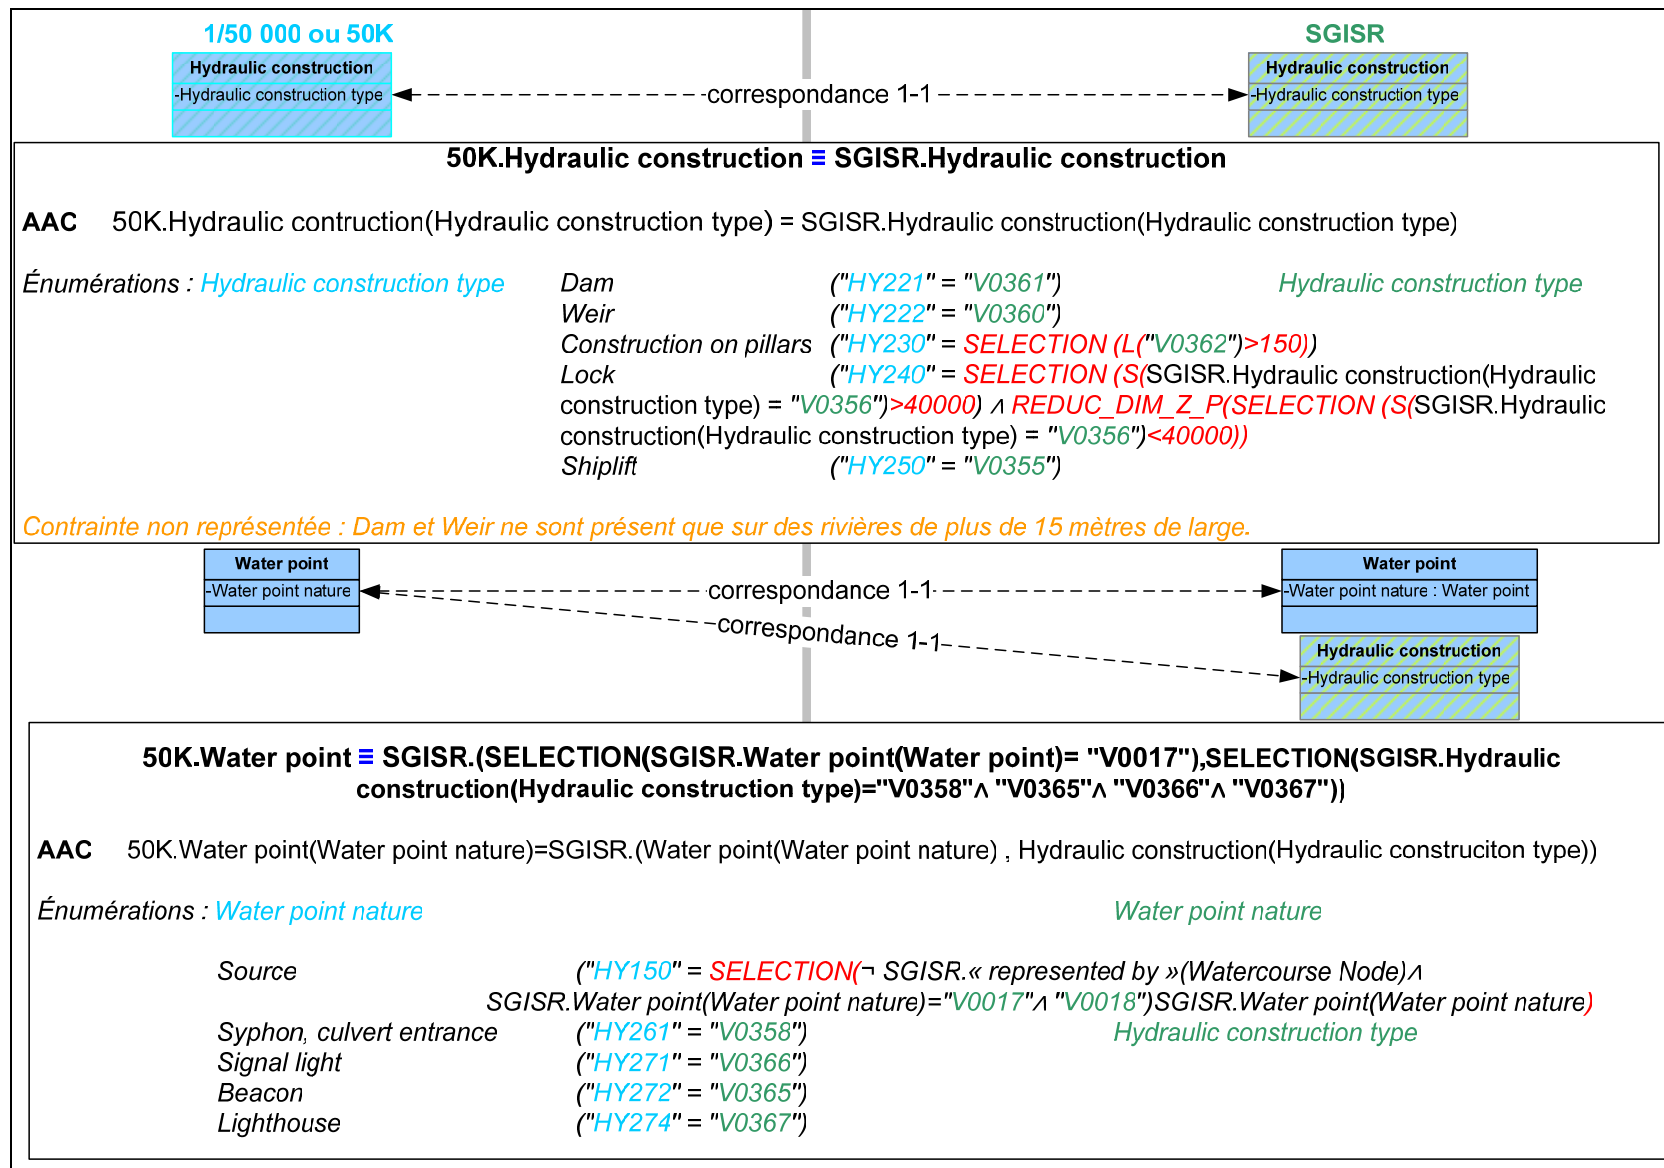 1/50 000 ou 50K
SGISR
Hydraulic construction
-Hydraulic construction type
correspondance 1-1
Hydraulic construction
-Hydraulic construction type
50K.Hydraulic construction ≡ SGISR.Hydraulic construction
AAC 50K.Hydraulic contruction(Hydraulic construction type) = SGISR.Hydraulic construction(Hydraulic construction type)
Énumérations : Hydraulic construction type Dam ("HY221" = "V0361") Hydraulic construction type
Weir ("HY222" = "V0360")
Construction on pillars ("HY230" = SELECTION (L("V0362")>150))
Lock ("HY240" = SELECTION (S(SGISR.Hydraulic construction(Hydraulic
construction type) = "V0356")>40000) ∧ REDUC_DIM_Z_P(SELECTION (S(SGISR.Hydraulic
construction(Hydraulic construction type) = "V0356")<40000))
Shiplift ("HY250" = "V0355")
Contrainte non représentée : Dam et Weir ne sont présent que sur des rivières de plus de 15 mètres de large.
Water point
-Water point nature
correspondance 1-1
correspondance 1-1
Water point
-Water point nature : Water point
Hydraulic construction
-Hydraulic construction type
50K.Water point ≡ SGISR.(SELECTION(SGISR.Water point(Water point)= "V0017"),SELECTION(SGISR.Hydraulic
construction(Hydraulic construction type)="V0358"∧ "V0365"∧ "V0366"∧ "V0367"))
AAC 50K.Water point(Water point nature)=SGISR.(Water point(Water point nature) , Hydraulic construction(Hydraulic construciton type))
Énumérations : Water point nature Water point nature
Source ("HY150" = SELECTION(¬ SGISR.« represented by »(Watercourse Node)∧
SGISR.Water point(Water point nature)="V0017"∧ "V0018")SGISR.Water point(Water point nature)
Syphon, culvert entrance ("HY261" = "V0358") Hydraulic construction type
Signal light ("HY271" = "V0366")
Beacon ("HY272" = "V0365")
Lighthouse ("HY274" = "V0367")